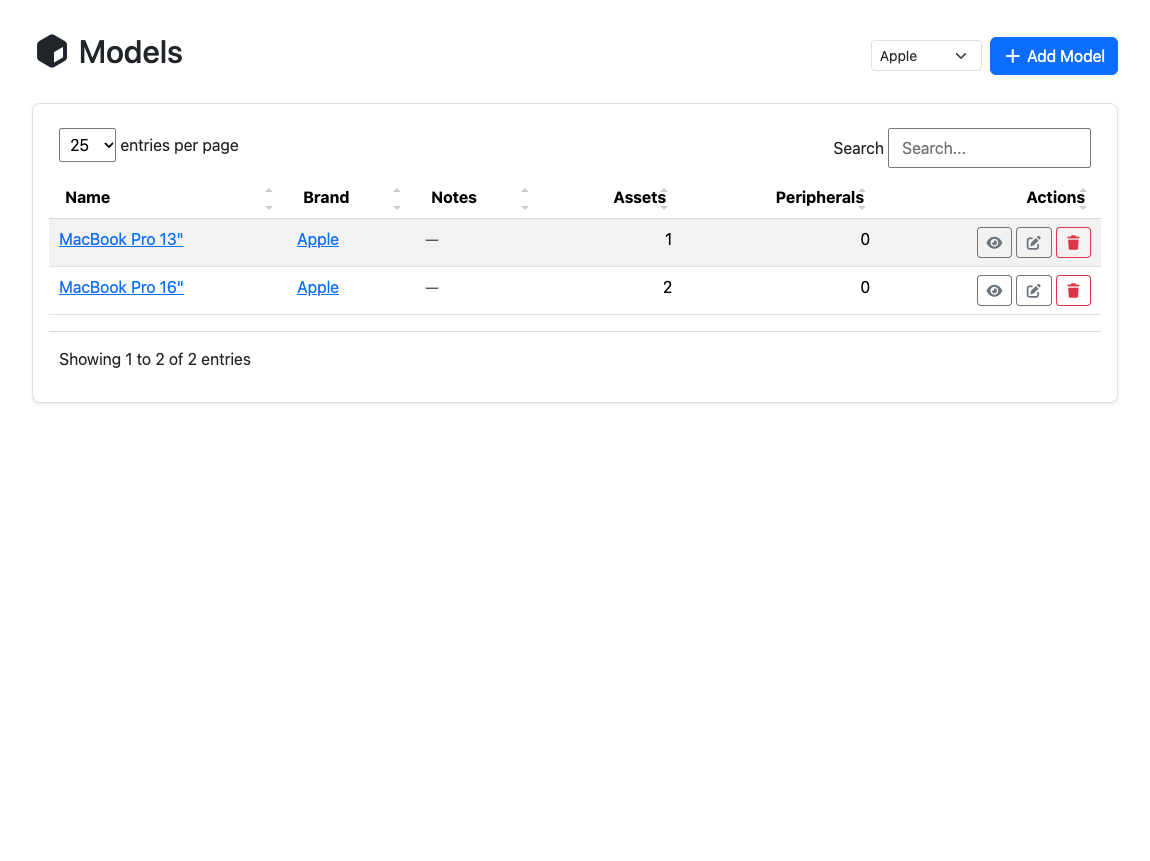 Models
Apple
Add Model
25 entries per page
Search Search...
Name Brand Notes Assets Peripherals Actions
MacBook Pro 13" Apple — 1 0
MacBook Pro 16" Apple — 2 0
Showing 1 to 2 of 2 entries